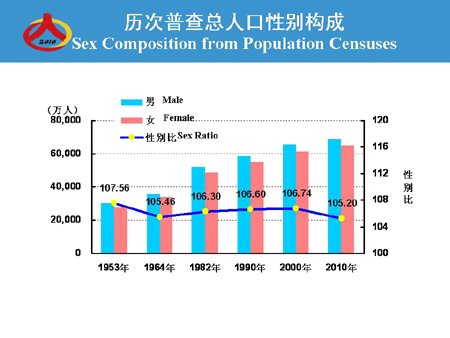 历次普查总人口性别构成
Sex Composition from Population Censuses
2010
男 Male
女 Female
性别比Sex Ratio
(万人)
80,000
60,000
40,000
20,000
0
120
116
112
108
104
100
性别比
107.56
105.46
106.30
106.60
106.74
105.20
1953年
1964年
1982年
1990年
2000年
2010年